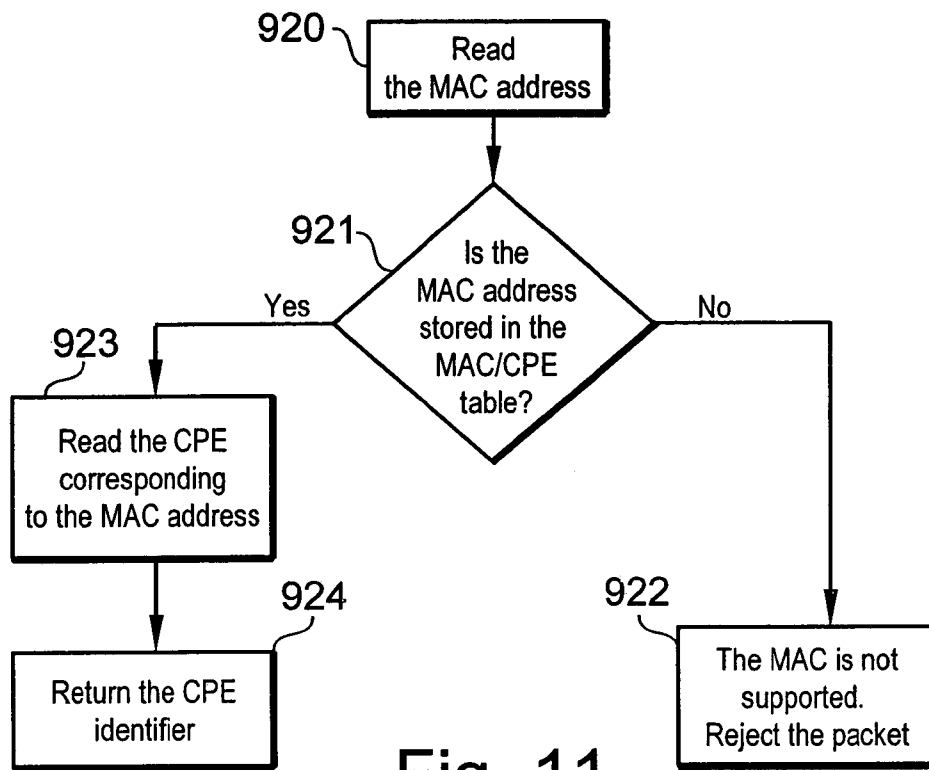 920
Read
the MAC address
921
Is the
MAC address
stored in the
MAC/CPE
table?
Yes
No
923
Read the CPE
corresponding
to the MAC address
924
Return the CPE
identifier
922
The MAC is not
supported.
Reject the packet
Fig. 11